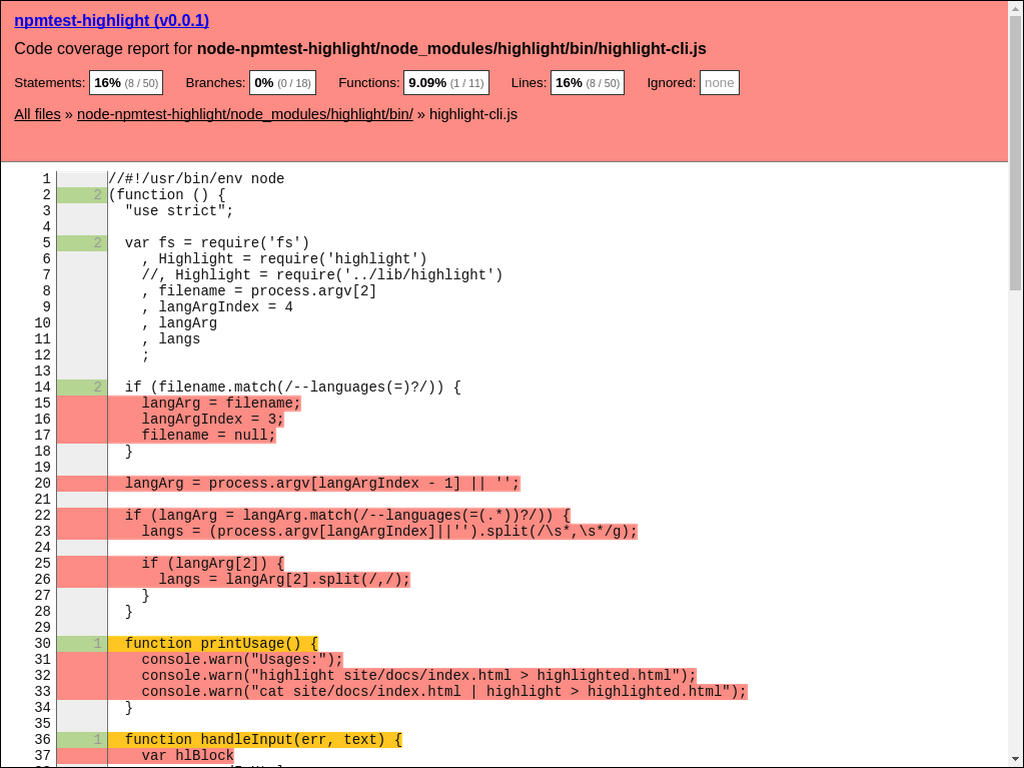 npmtest-highlight (v0.0.1)
Code coverage report for node-npmtest-highlight/node_modules/highlight/bin/highlight-cli.js
Statements: 16% (8 / 50) Branches: 0% (0 / 18) Functions: 9.09% (1 / 11) Lines: 16% (8 / 50) Ignored: none
All files » node-npmtest-highlight/node_modules/highlight/bin/ » highlight-cli.js
1 //#!/usr/bin/env node
2 2 (function () {
3 "use strict";
4
5 2 var fs = require('fs')
6 , Highlight = require('highlight')
7 //, Highlight = require('../lib/highlight')
8 , filename = process.argv[2]
9 , langArgIndex = 4
10 , langArg
11 , langs
12 ;
13
14 2 if (filename.match(/--languages(=)?/)) {
15 langArg = filename;
16 langArgIndex = 3;
17 filename = null;
18 }
19
20 langArg = process.argv[langArgIndex - 1] || '';
21
22 if (langArg = langArg.match(/--languages(=(.*))?/)) {
23 langs = (process.argv[langArgIndex]||'').split(/\s*,\s*/g);
24
25 if (langArg[2]) {
26 langs = langArg[2].split(/,/);
27 }
28 }
29
30 1 function printUsage() {
31 console.warn("Usages:");
32 console.warn("highlight site/docs/index.html > highlighted.html");
33 console.warn("cat site/docs/index.html | highlight > highlighted.html");
34 }
35
36 1 function handleInput(err, text) {
37 var hlBlock